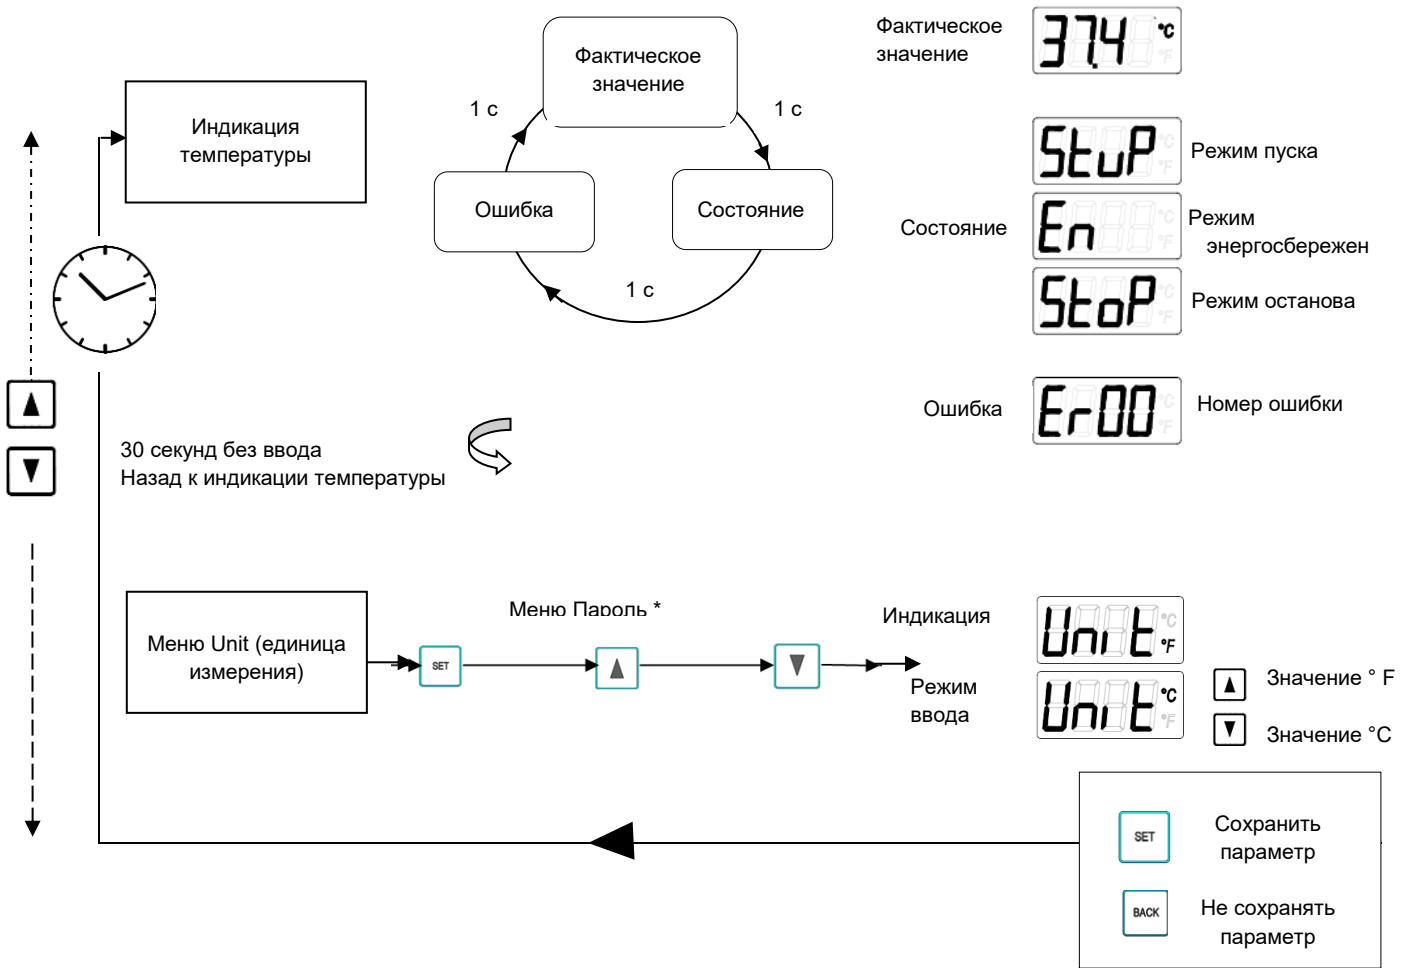 Фактическое
значение
1 с
1 с
Индикация
температуры
Ошибка
Состояние
1 с
Фактическое
значение
37.4 °C
°F
StuP °C
°F
Режим пуска
Состояние
En °C
°F
Режим
энергосбережен
StoP °C
°F
Режим останова
Ошибка
Er00 °C
°F
Номер ошибки
30 секунд без ввода
Назад к индикации температуры
Меню Unit (единица
измерения)
SET
Меню Пароль *
Индикация
Режим
ввода
Unit °C
°F
Unit °C
°F
Значение ° F
Значение °C
SET
Сохранить
параметр
BACK
Не сохранять
параметр